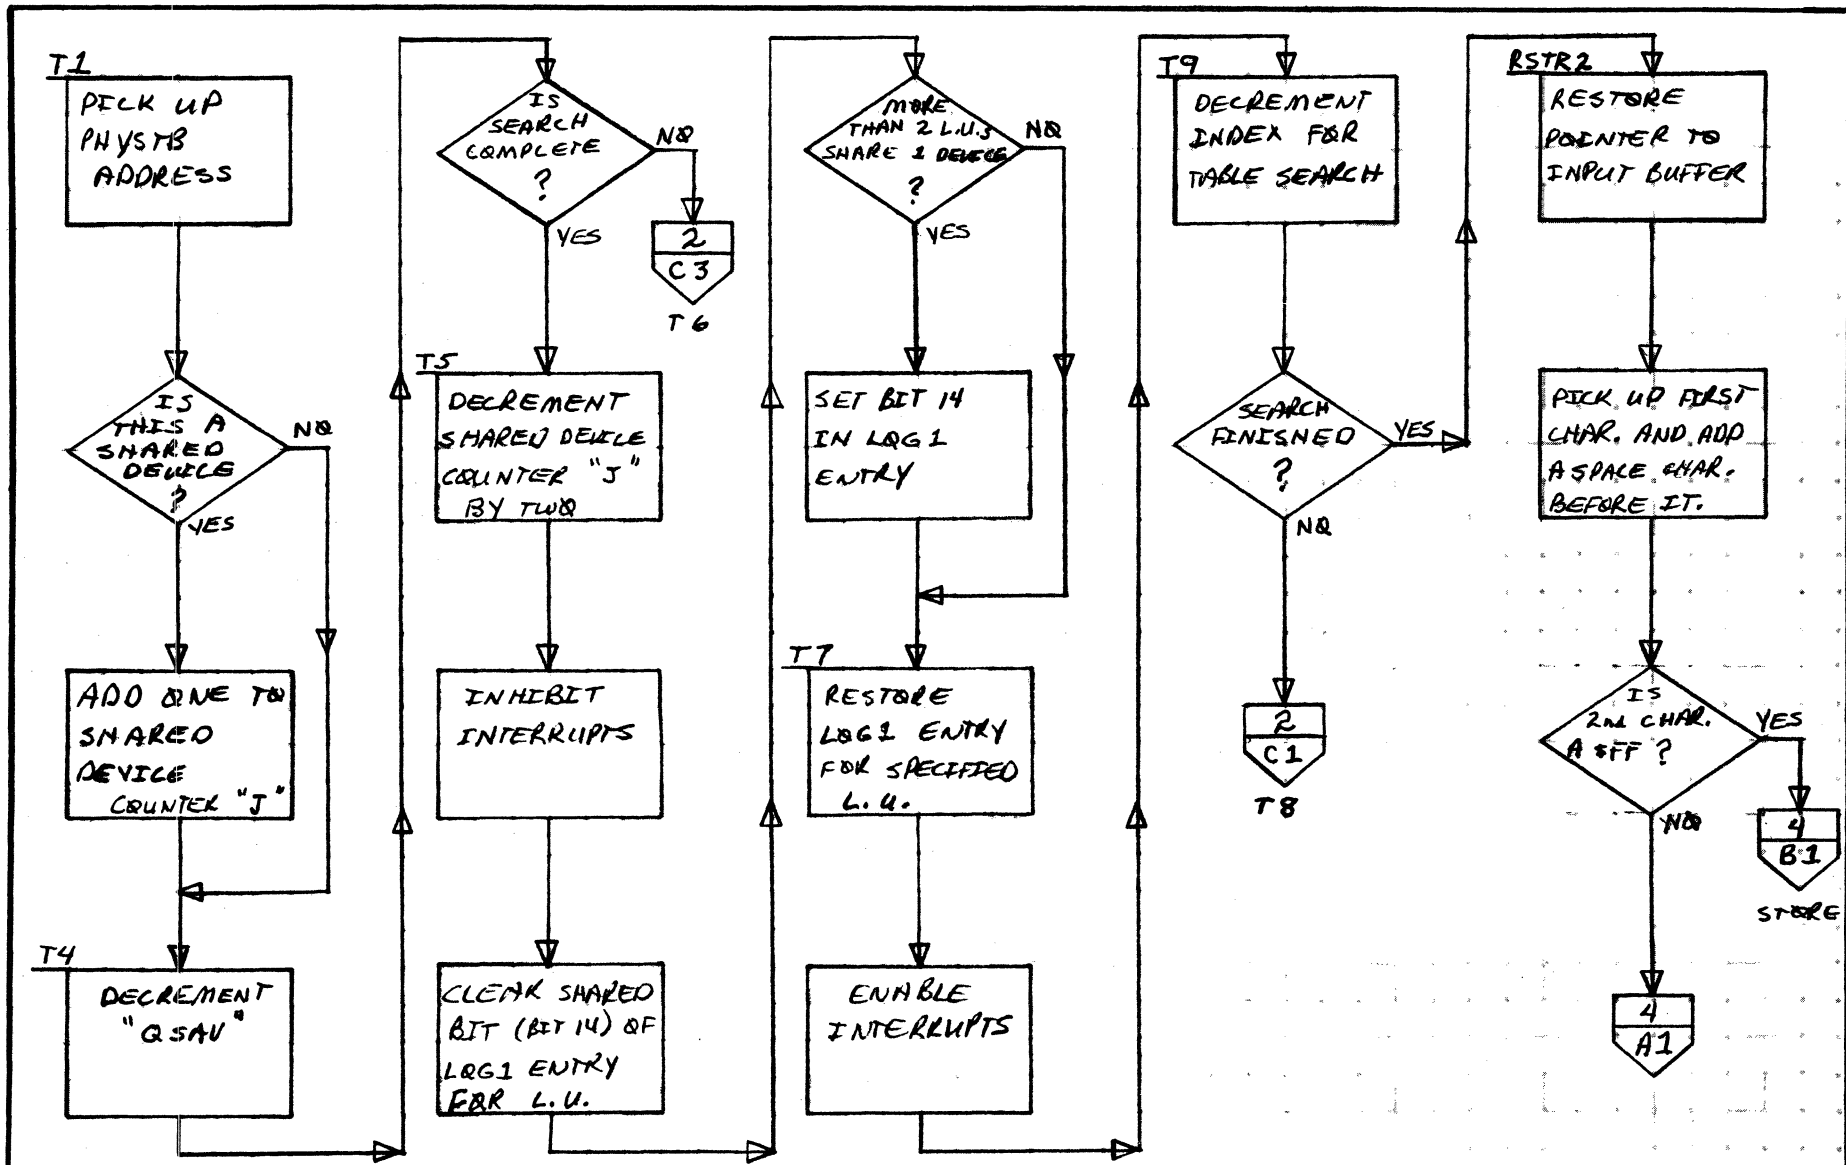 T1
PICK UP
PHYSTB
ADDRESS
IS
THIS A
SHARED
DEVICE
?
NO
YES
ADD ONE TO
SHARED
DEVICE
COUNTER "J"
T4
DECREMENT
"QSAV"
IS
SEARCH
COMPLETE
?
NO
YES
2
C3
T6
T5
DECREMENT
SHARED DEVICE
COUNTER "J"
BY TWO
INHIBIT
INTERRUPTS
CLEAR SHARED
BIT (BIT 14) OF
LOG1 ENTRY
FOR L.U.
MORE
THAN 2 L.U.S
SHARE 1 DEVICE
?
NO
YES
SET BIT 14
IN LOG1
ENTRY
T7
RESTORE
LOG1 ENTRY
FOR SPECIFIED
L.U.
ENABLE
INTERRUPTS
T9
DECREMENT
INDEX FOR
TABLE SEARCH
SEARCH
FINISHED
?
YES
NO
2
C1
T8
RSTR2
RESTORE
POINTER TO
INPUT BUFFER
PICK UP FIRST
CHAR. AND ADD
A SPACE CHAR.
BEFORE IT.
IS
2nd CHAR.
A $FF ?
YES
NO
4
B1
STORE
4
A1